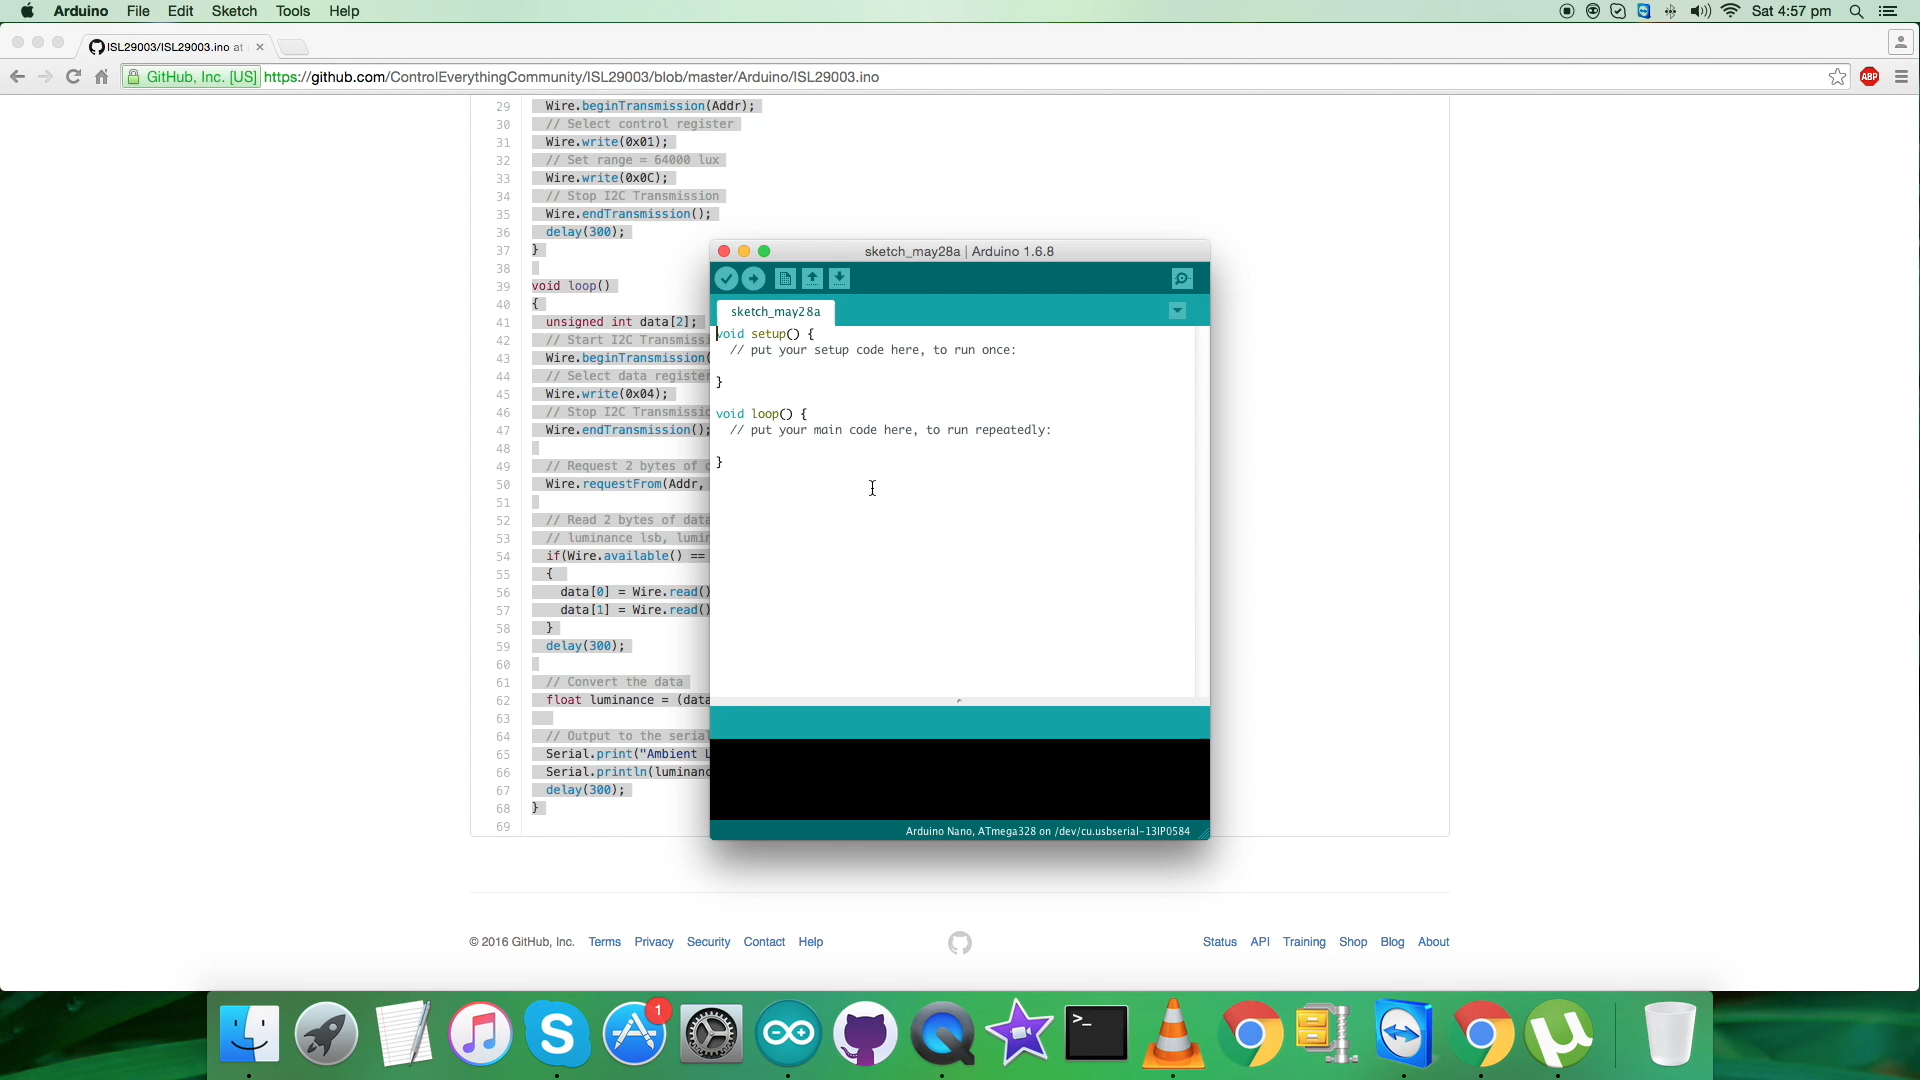 Arduino File Edit Sketch Tools Help Sat 4:57 pm
ISL29003/ISL29003.ino at
GitHub, Inc. [US] https://github.com/ControlEverythingCommunity/ISL29003/blob/master/Arduino/ISL29003.ino
ABP
29 Wire.beginTransmission(Addr);
30 // Select control register
31 Wire.write(0x01);
32 // Set range = 64000 lux
33 Wire.write(0x0C);
34 // Stop I2C Transmission
35 Wire.endTransmission();
36 delay(300);
37 }
38
39 void loop()
40 {
41 unsigned int data[2];
42 // Start I2C Transmissi
43 Wire.beginTransmission(
44 // Select data register
45 Wire.write(0x04);
46 // Stop I2C Transmissio
47 Wire.endTransmission();
48
49 // Request 2 bytes of d
50 Wire.requestFrom(Addr,
51
52 // Read 2 bytes of data
53 // luminance lsb, lumin
54 if(Wire.available() ==
55 {
56 data[0] = Wire.read()
57 data[1] = Wire.read()
58 }
59 delay(300);
60
61 // Convert the data
62 float luminance = (data
63
64 // Output to the serial
65 Serial.print("Ambient L
66 Serial.println(luminanc
67 delay(300);
68 }
69
sketch_may28a | Arduino 1.6.8
sketch_may28a
void setup() {
// put your setup code here, to run once:
}
void loop() {
// put your main code here, to run repeatedly:
}
Arduino Nano, ATmega328 on /dev/cu.usbserial-13IP0584
© 2016 GitHub, Inc. Terms Privacy Security Contact Help Status API Training Shop Blog About
1